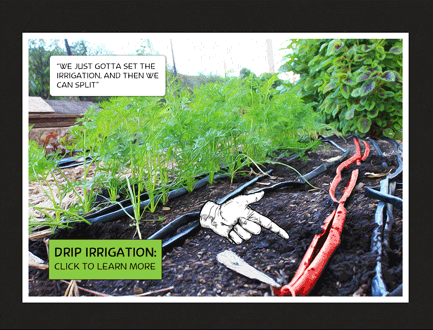 "WE JUST GOTTA SET THE
IRRIGATION, AND THEN WE
CAN SPLIT"
DRIP IRRIGATION:
CLICK TO LEARN MORE